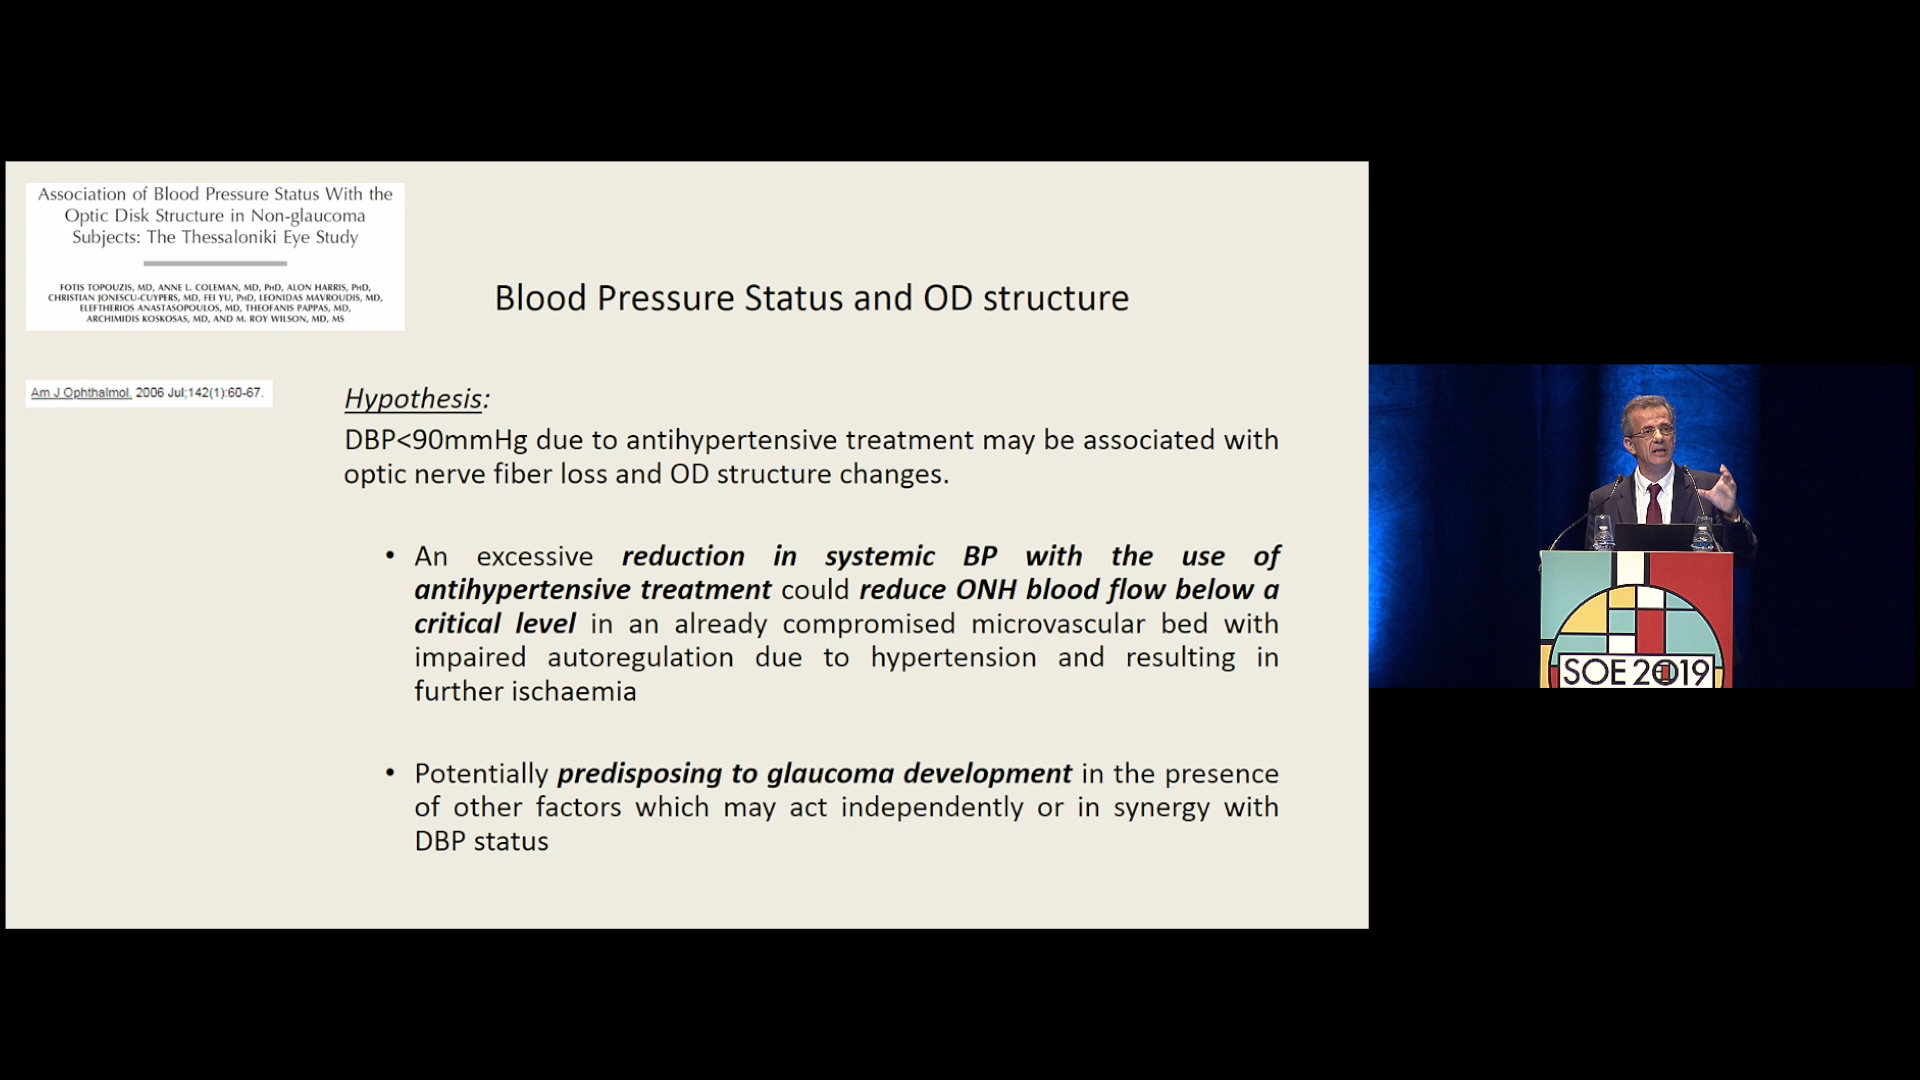 Association of Blood Pressure Status With the
Optic Disk Structure in Non-glaucoma
Subjects: The Thessaloniki Eye Study
FOTIS TOPOUZIS, MD, ANNE L. COLEMAN, MD, PHD, ALON HARRIS, PHD,
CHRISTIAN JONESCU-CUYPERS, MD, FEI YU, PHD, LEONIDAS MAVROUDIS, MD,
ELEFTHERIOS ANASTASOPOULOS, MD, THEOFANIS PAPPAS, MD,
ARCHIMIDIS KOSKOSAS, MD, AND M. ROY WILSON, MD, MS
Blood Pressure Status and OD structure
Am J Ophthalmol. 2006 Jul;142(1):60-67.
Hypothesis:
DBP<90mmHg due to antihypertensive treatment may be associated with
optic nerve fiber loss and OD structure changes.
• An excessive reduction in systemic BP with the use of
antihypertensive treatment could reduce ONH blood flow below a
critical level in an already compromised microvascular bed with
impaired autoregulation due to hypertension and resulting in
further ischaemia
• Potentially predisposing to glaucoma development in the presence
of other factors which may act independently or in synergy with
DBP status
SOE 2019